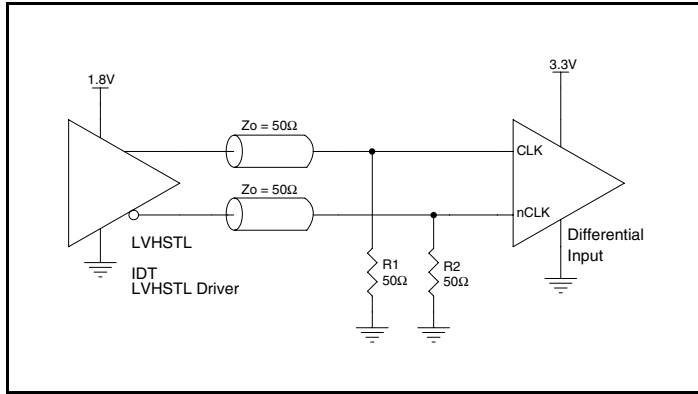 1.8V
3.3V
Zo = 50Ω
CLK
Zo = 50Ω
nCLK
LVHSTL
IDT
LVHSTL Driver
R1
50Ω
R2
50Ω
Differential
Input